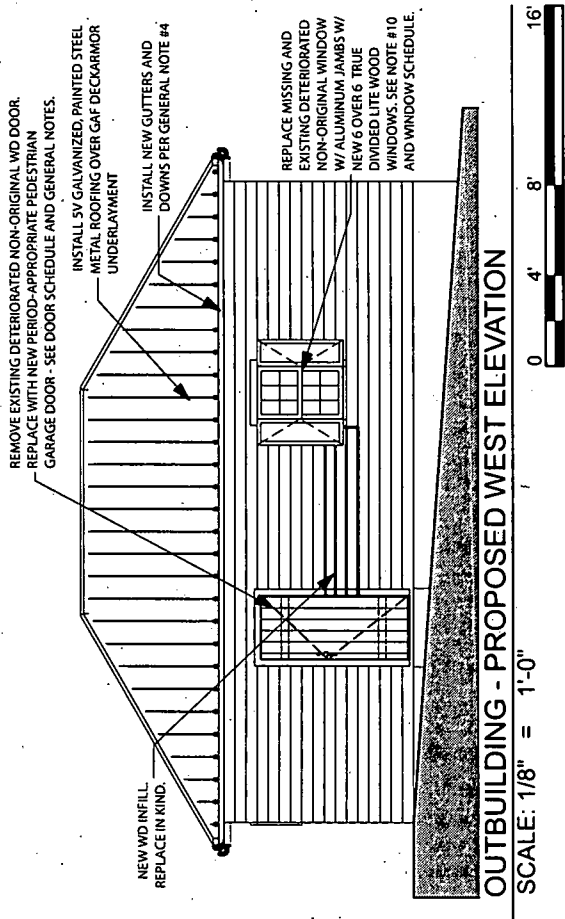 REMOVE EXISTING DETERIORATED NON-ORIGINAL WD DOOR.
REPLACE WITH NEW PERIOD-APPROPRIATE PEDESTRIAN
GARAGE DOOR - SEE DOOR SCHEDULE AND GENERAL NOTES.
INSTALL 5V GALVANIZED, PAINTED STEEL
METAL ROOFING OVER GAF DECKARMOR
UNDERLAYMENT
INSTALL NEW GUTTERS AND
DOWNS PER GENERAL NOTE #4
REPLACE MISSING AND
EXISTING DETERIORATED
NON-ORIGINAL WINDOW
W/ ALUMINUM JAMBS W/
NEW 6 OVER 6 TRUE
DIVIDED LITE WOOD
WINDOWS. SEE NOTE #10
AND WINDOW SCHEDULE.
NEW WD INFILL.
REPLACE IN KIND.
OUTBUILDING - PROPOSED WEST ELEVATION
SCALE: 1/8" = 1'-0"
0 4' 8' 16'